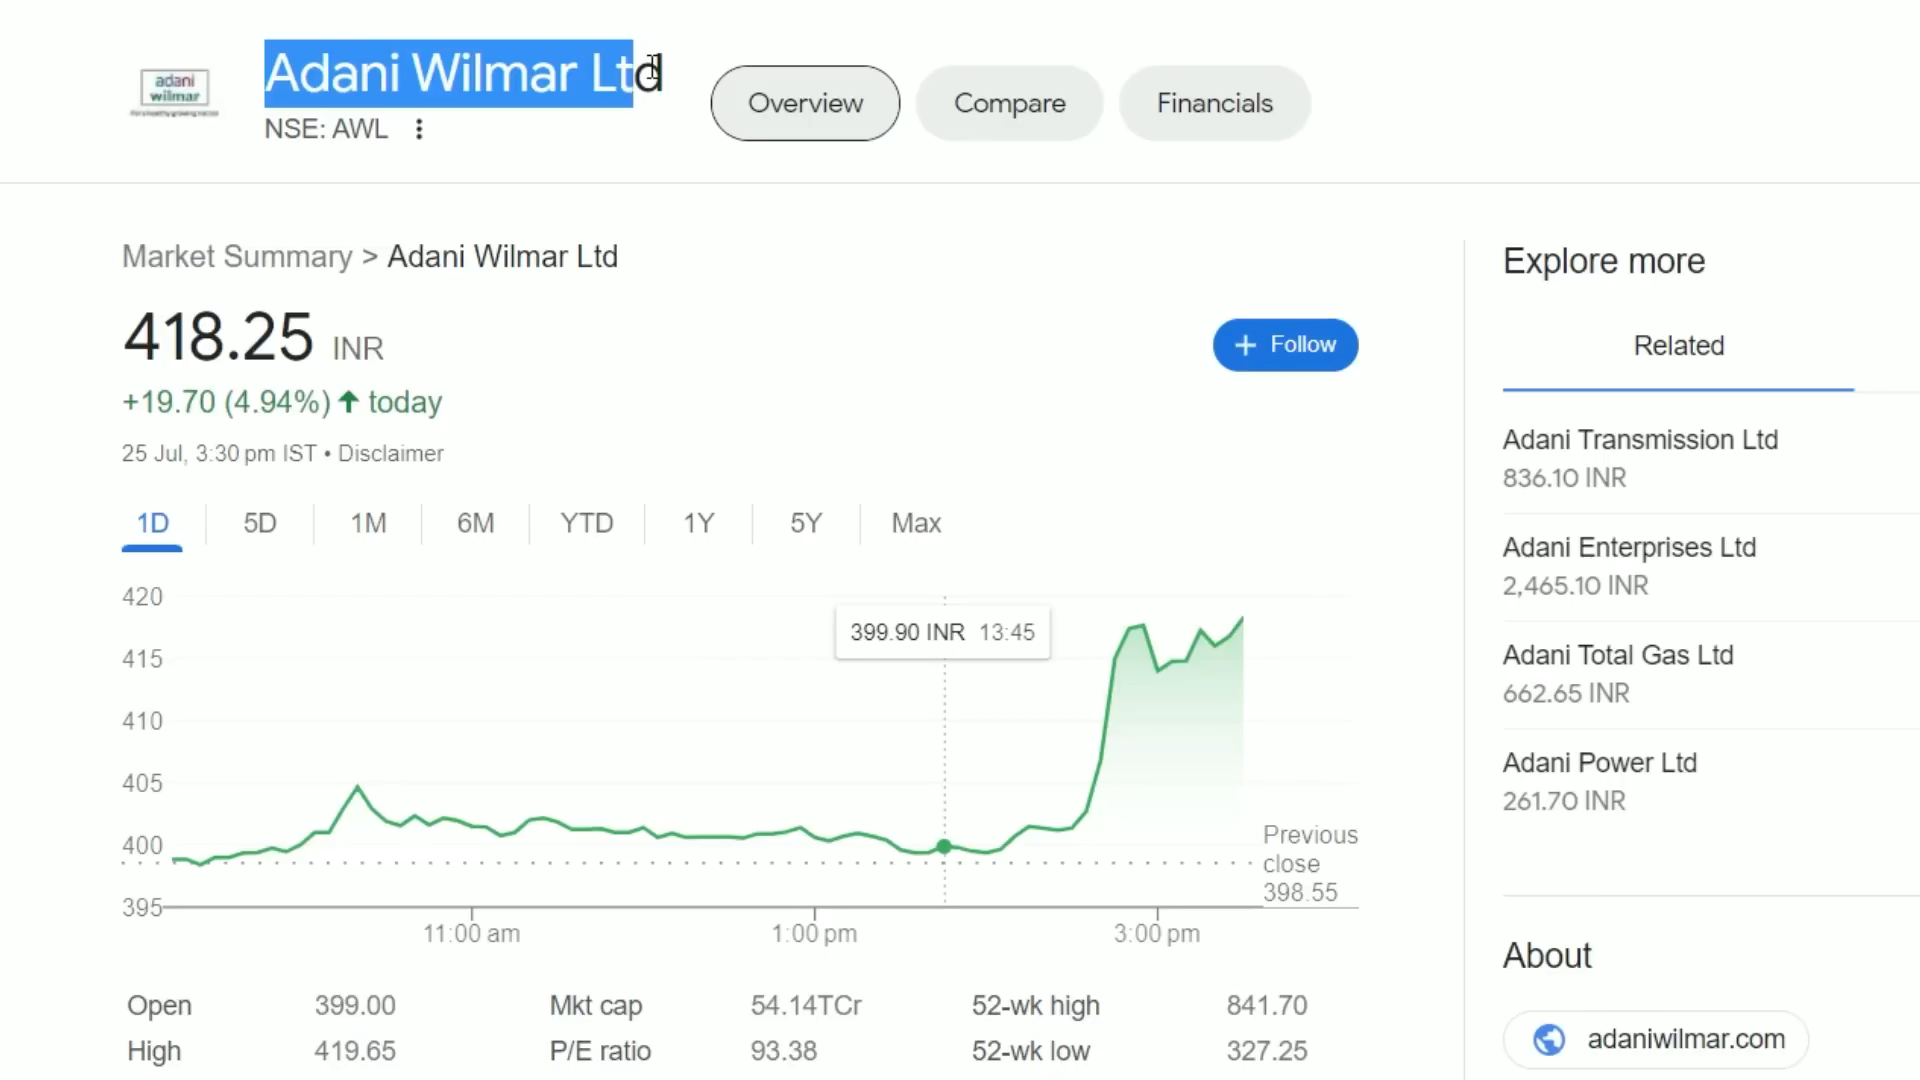 adani
wilmar
Adani Wilmar Ltd
NSE: AWL
Overview
Compare
Financials
Market Summary > Adani Wilmar Ltd
418.25 INR
+19.70 (4.94%) today
25 Jul, 3:30 pm IST • Disclaimer
+ Follow
1D 5D 1M 6M YTD 1Y 5Y Max
420
415
410
405
400
395
399.90 INR 13:45
Previous
close
398.55
11:00 am 1:00 pm 3:00 pm
Open 399.00 Mkt cap 54.14TCr 52-wk high 841.70
High 419.65 P/E ratio 93.38 52-wk low 327.25
Explore more
Related
Adani Transmission Ltd
836.10 INR
Adani Enterprises Ltd
2,465.10 INR
Adani Total Gas Ltd
662.65 INR
Adani Power Ltd
261.70 INR
About
adaniwilmar.com